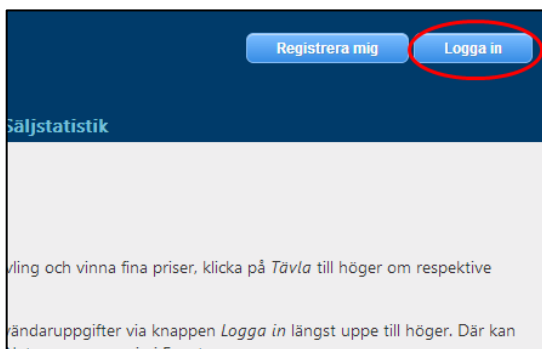 Registrera mig Logga in
Säljstatistik
vling och vinna fina priser, klicka på Tävla till höger om respektive
vändaruppgifter via knappen Logga in längst uppe till höger. Där kan